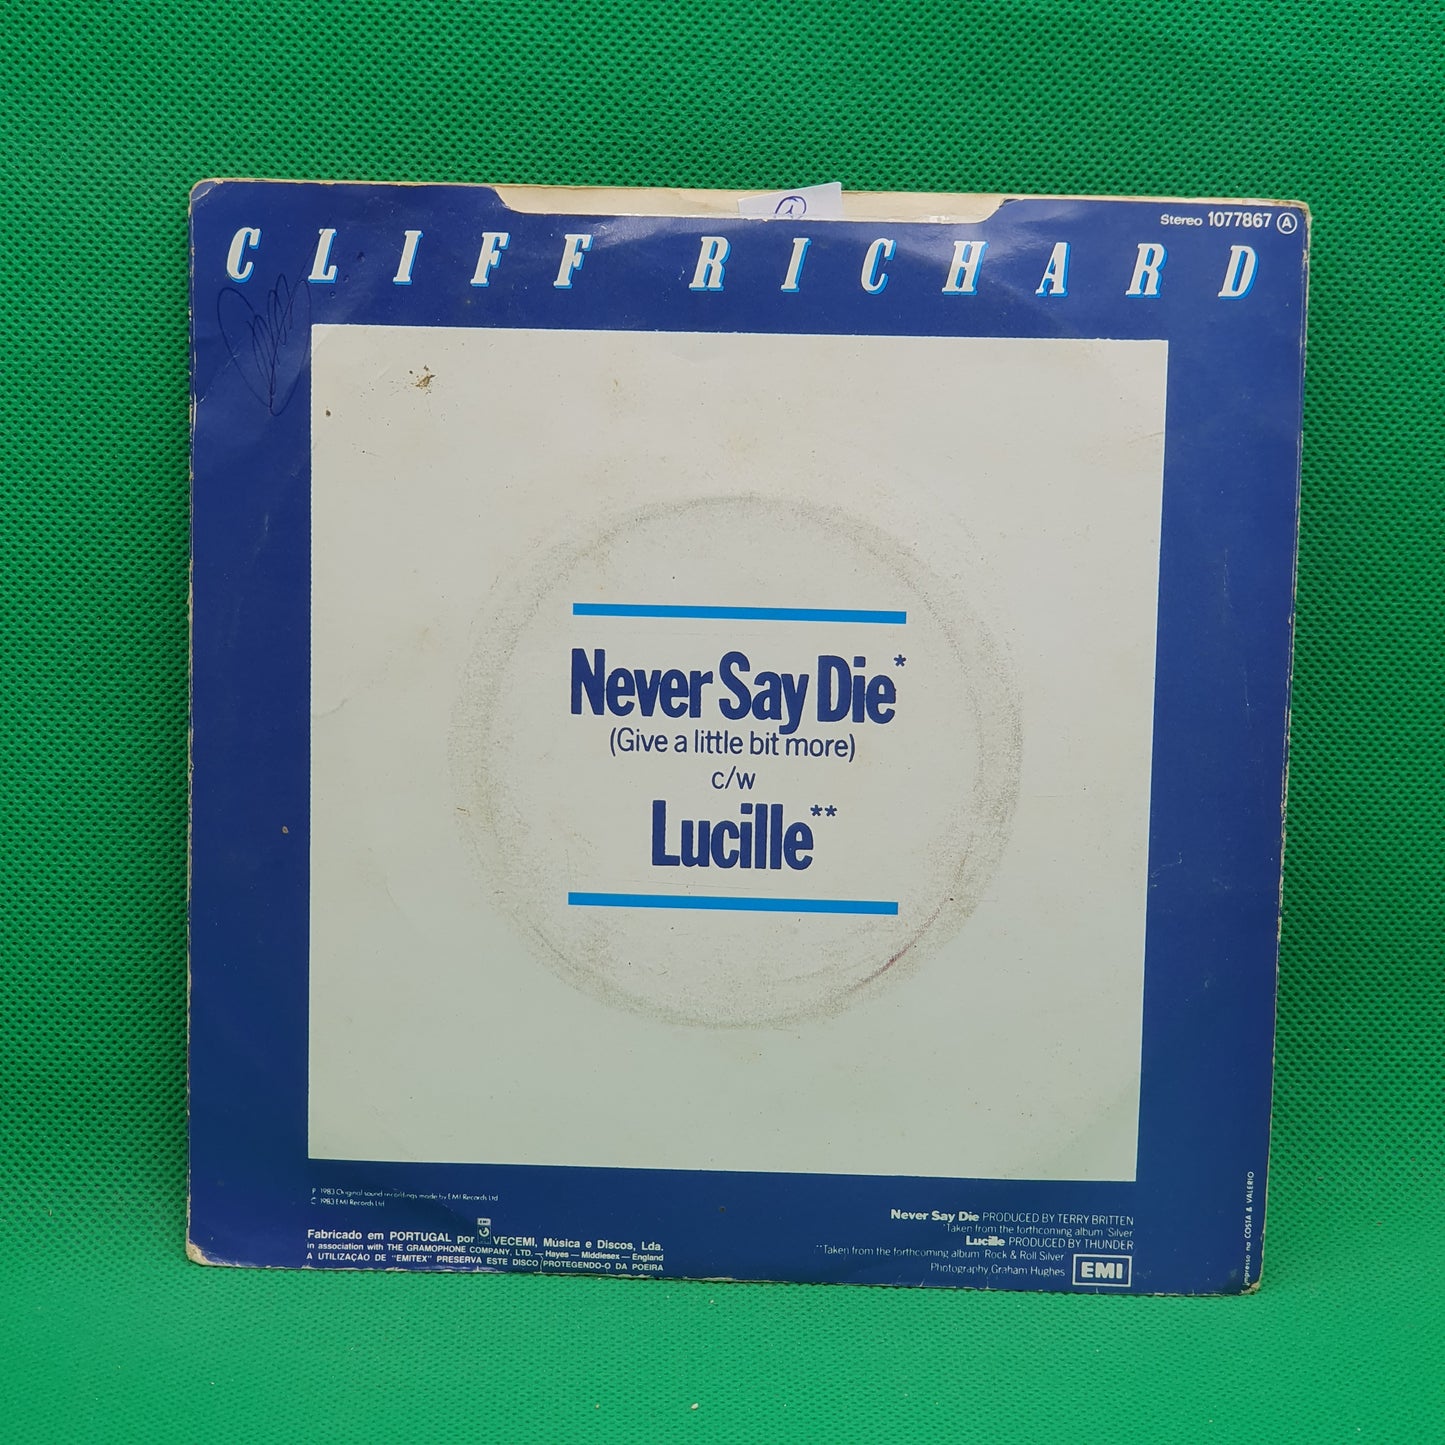 Stereo 1077867 A
CLIFF RICHARD
Never Say Die*
(Give a little bit more)
c/w
Lucille**
P 1983 Original sound recordings made by EMI Records Ltd
C 1983 EMI Records Ltd
Fabricado em PORTUGAL por EMI VECEMI, Música e Discos, Lda.
in association with THE GRAMOPHONE COMPANY, LTD. — Hayes — Middlesex — England
A UTILIZAÇAO DE "EMITEX" PRESERVA ESTE DISCO PROTEGENDO-O DA POEIRA
Never Say Die PRODUCED BY TERRY BRITTEN
*Taken from the forthcoming album 'Silver'
Lucille PRODUCED BY THUNDER
**Taken from the forthcoming album 'Rock & Roll Silver'
Photography Graham Hughes
EMI
Impresso na COSTA & VALERIO